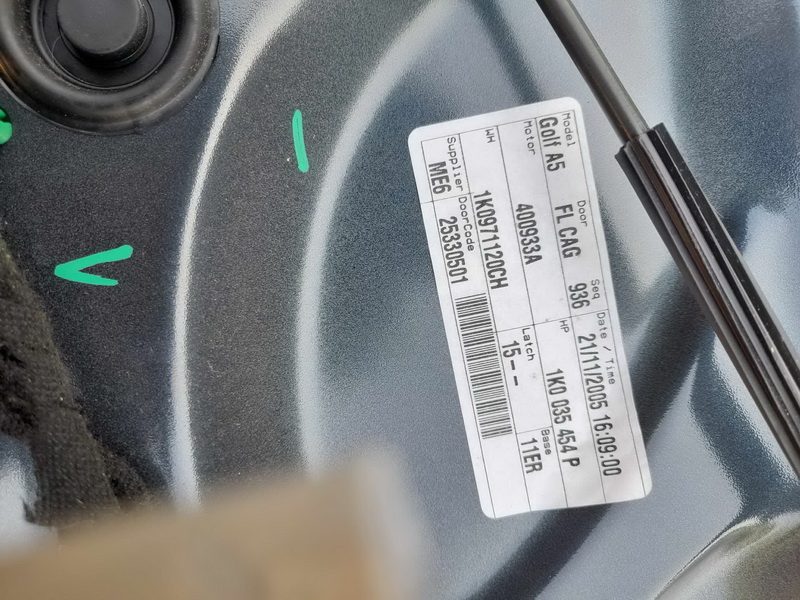 Model Door Seq Date / Time
Golf A5 FL CAG 936 21/11/2005 16:09:00
Motor HP
400933A 1K0 035 454 P
WH Latch Base
1K0971120CH 15-- 11ER
Supplier DoorCode
ME6 25330501